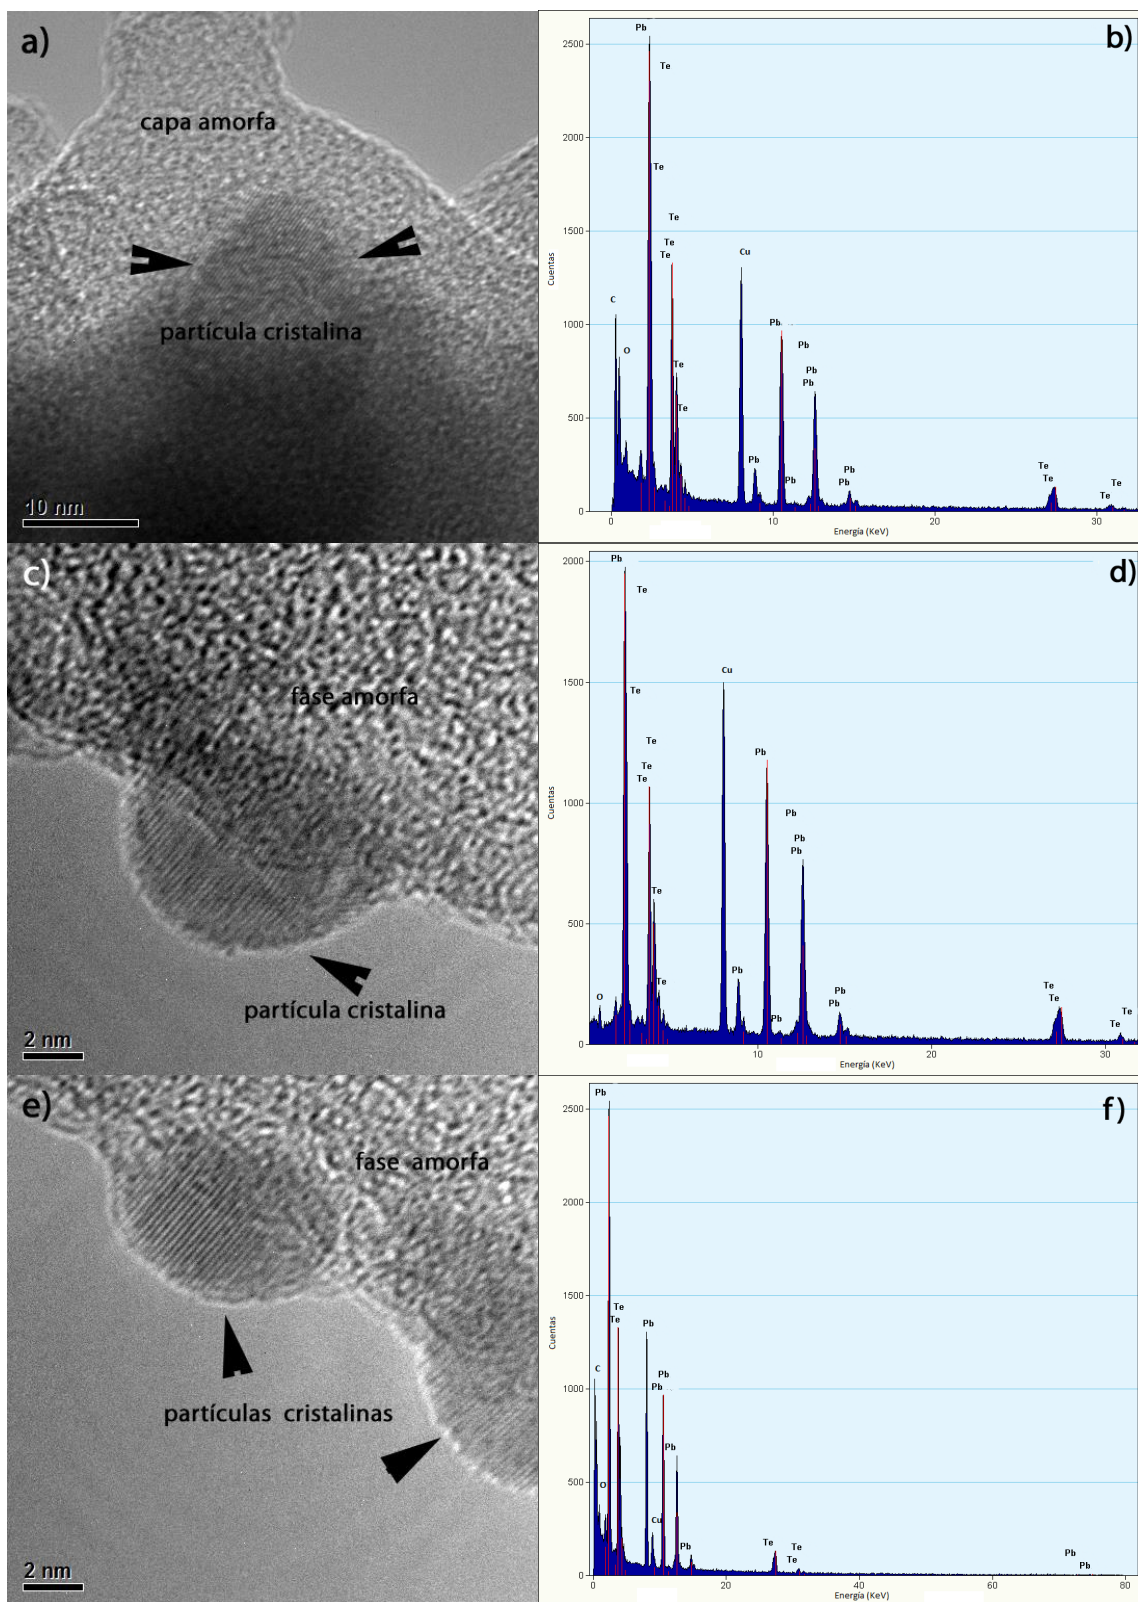 a)
capa amorfa
partícula cristalina
10 nm
b)
Pb
Te
Te
Te
Te
Te
Cu
C
O
Te
Te
Pb
Pb
Pb
Pb
Pb
Pb
Pb
Pb
Te
Te
Te
Te
2500
2000
1500
1000
500
0
Cuentas
0
10
20
30
Energía (KeV)
c)
fase amorfa
partícula cristalina
2 nm
d)
Pb
Te
Te
Te
Te
Te
Cu
Pb
Pb
Pb
Pb
Te
Te
O
Pb
Pb
Pb
Pb
Te
Te
Te
Te
2000
1500
1000
500
0
Cuentas
10
20
30
Energía (KeV)
e)
fase amorfa
partículas cristalinas
2 nm
f)
Pb
Te
Te
Pb
Pb
Pb
C
Pb
O
Cu
Pb
Te
Te
Te
Pb
Pb
2500
2000
1500
1000
500
0
Cuentas
0
20
40
60
80
Energía (KeV)